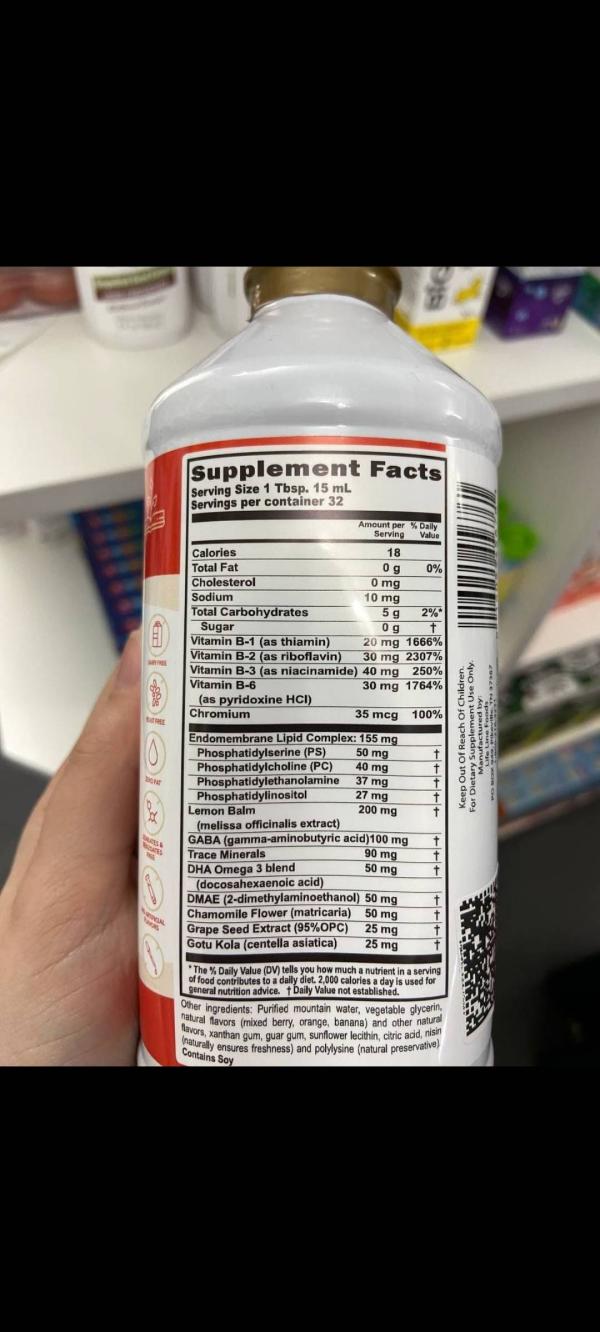 Supplement Facts
Serving Size 1 Tbsp. 15 mL
Servings per container 32
Amount per Serving % Daily Value
Calories 18
Total Fat 0 g 0%
Cholesterol 0 mg
Sodium 10 mg
Total Carbohydrates 5 g 2%*
Sugar 0 g †
Vitamin B-1 (as thiamin) 20 mg 1666%
Vitamin B-2 (as riboflavin) 30 mg 2307%
Vitamin B-3 (as niacinamide) 40 mg 250%
Vitamin B-6 30 mg 1764%
(as pyridoxine HCl)
Chromium 35 mcg 100%
Endomembrane Lipid Complex: 155 mg
Phosphatidylserine (PS) 50 mg †
Phosphatidylcholine (PC) 40 mg †
Phosphatidylethanolamine 37 mg †
Phosphatidylinositol 27 mg †
Lemon Balm 200 mg †
(melissa officinalis extract)
GABA (gamma-aminobutyric acid)100 mg †
Trace Minerals 90 mg †
DHA Omega 3 blend 50 mg †
(docosahexaenoic acid)
DMAE (2-dimethylaminoethanol) 50 mg †
Chamomile Flower (matricaria) 50 mg †
Grape Seed Extract (95%OPC) 25 mg †
Gotu Kola (centella asiatica) 25 mg †
* The % Daily Value (DV) tells you how much a nutrient in a serving
of food contributes to a daily diet. 2,000 calories a day is used for
general nutrition advice. † Daily Value not established.
Other ingredients: Purified mountain water, vegetable glycerin,
natural flavors (mixed berry, orange, banana) and other natural
flavors, xanthan gum, guar gum, sunflower lecithin, citric acid, nisin
(naturally ensures freshness) and polylysine (natural preservative).
Contains Soy
Keep Out Of Reach Of Children.
For Dietary Supplement Use Only.
Manufactured by:
Life Line Foods